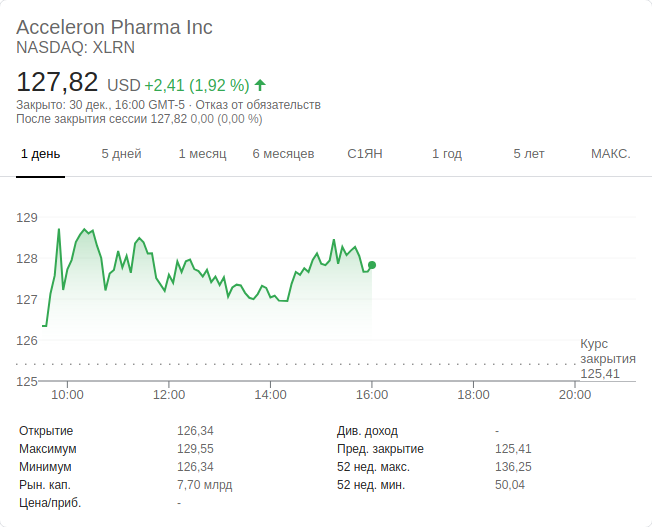 Acceleron Pharma Inc
NASDAQ: XLRN
127,82 USD +2,41 (1,92 %)
Закрыто: 30 дек., 16:00 GMT-5 · Отказ от обязательств
После закрытия сессии 127,82 0,00 (0,00 %)
1 день 5 дней 1 месяц 6 месяцев С1ЯН 1 год 5 лет МАКС.
129
128
127
126
Курс
закрытия
125,41
125
10:00 12:00 14:00 16:00 18:00 20:00
Открытие 126,34 Див. доход -
Максимум 129,55 Пред. закрытие 125,41
Минимум 126,34 52 нед. макс. 136,25
Рын. кап. 7,70 млрд 52 нед. мин. 50,04
Цена/приб. -